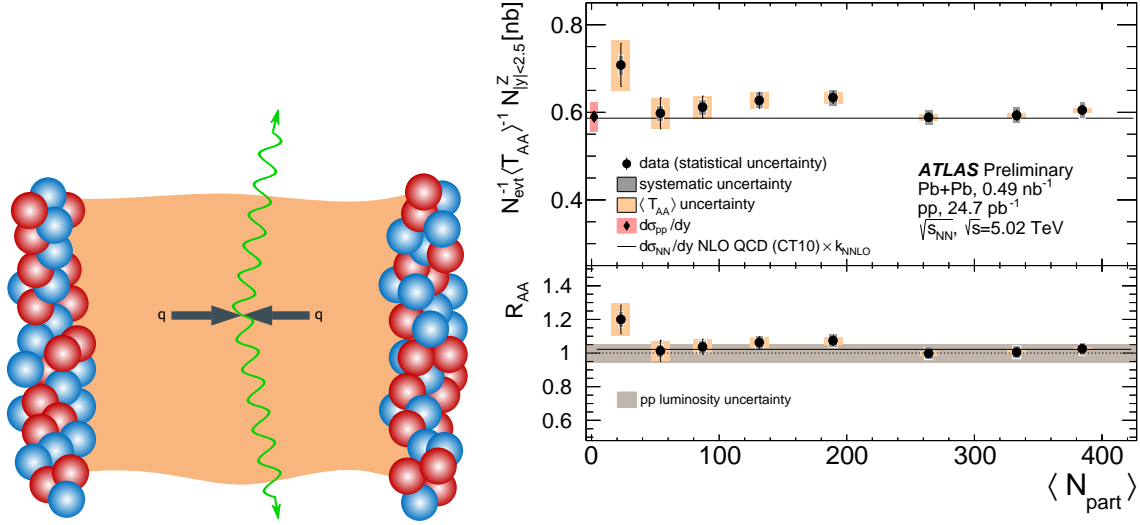 q q
N_evt^-1 ⟨T_AA⟩^-1 N^Z_|y|<2.5 [nb]
0.8
0.6
0.4
data (statistical uncertainty)
systematic uncertainty
⟨T_AA⟩ uncertainty
dσ_pp/dy
dσ_NN/dy NLO QCD (CT10) × k_NNLO
ATLAS Preliminary
Pb+Pb, 0.49 nb^-1
pp, 24.7 pb^-1
√s_NN, √s=5.02 TeV
R_AA
1.4
1.2
1
0.8
0.6
pp luminosity uncertainty
0 100 200 300 400
⟨N_part⟩